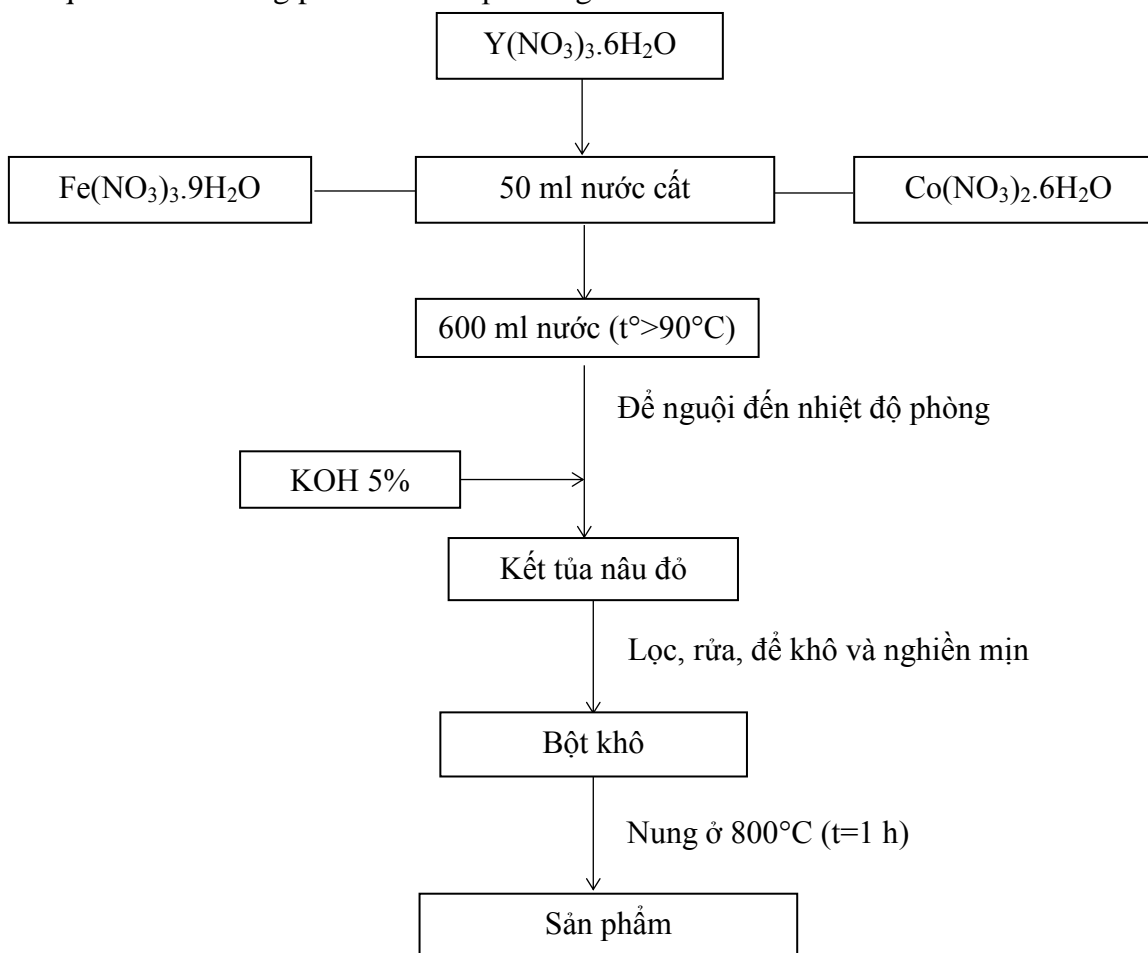 Y(NO₃)₃.6H₂O
Fe(NO₃)₃.9H₂O
50 ml nước cất
Co(NO₃)₂.6H₂O
600 ml nước (t°>90°C)
Để nguội đến nhiệt độ phòng
KOH 5%
Kết tủa nâu đỏ
Lọc, rửa, để khô và nghiền mịn
Bột khô
Nung ở 800°C (t=1 h)
Sản phẩm